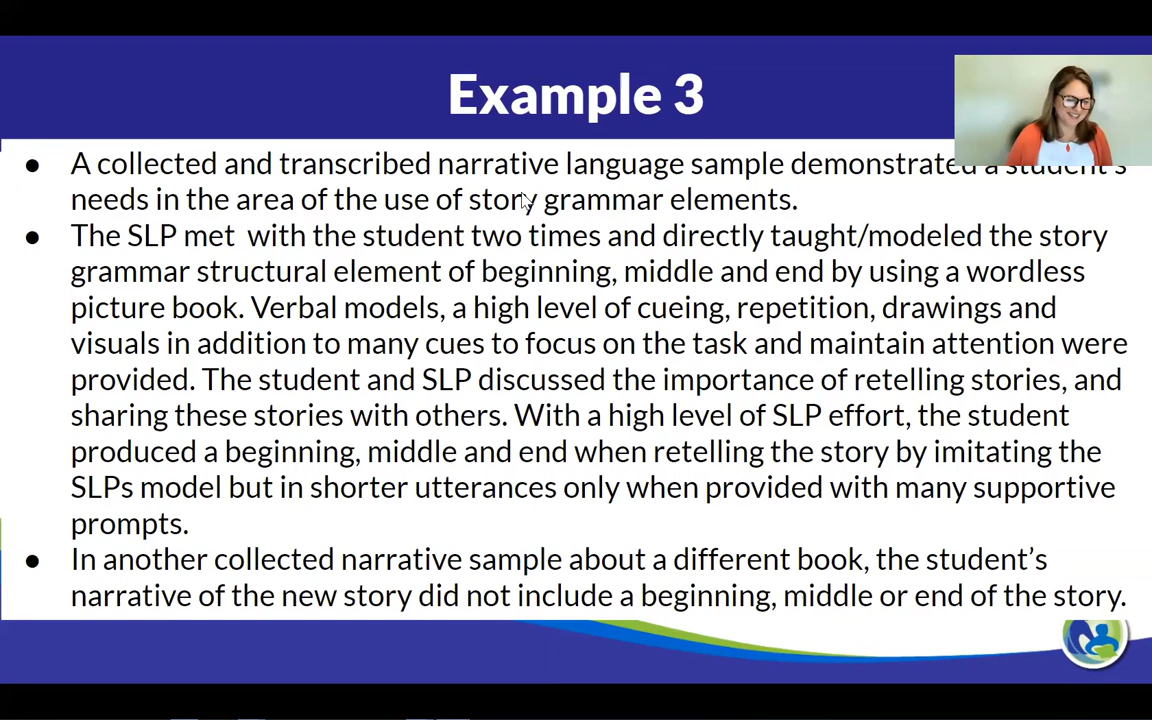 Example 3
● A collected and transcribed narrative language sample demonstrated a student's
needs in the area of the use of story grammar elements.
● The SLP met with the student two times and directly taught/modeled the story
grammar structural element of beginning, middle and end by using a wordless
picture book. Verbal models, a high level of cueing, repetition, drawings and
visuals in addition to many cues to focus on the task and maintain attention were
provided. The student and SLP discussed the importance of retelling stories, and
sharing these stories with others. With a high level of SLP effort, the student
produced a beginning, middle and end when retelling the story by imitating the
SLPs model but in shorter utterances only when provided with many supportive
prompts.
● In another collected narrative sample about a different book, the student’s
narrative of the new story did not include a beginning, middle or end of the story.